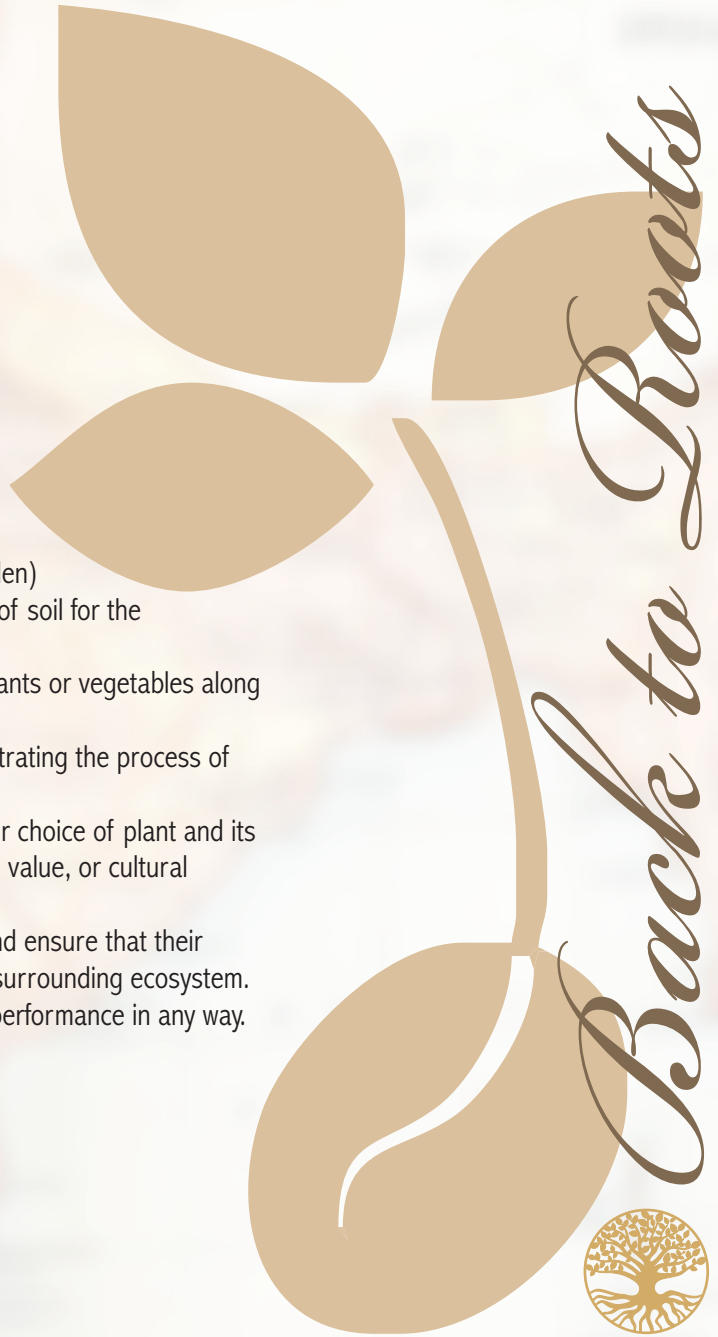 len)
of soil for the
ants or vegetables along
trating the process of
r choice of plant and its
value, or cultural
nd ensure that their
surrounding ecosystem.
performance in any way.
Back to Roots